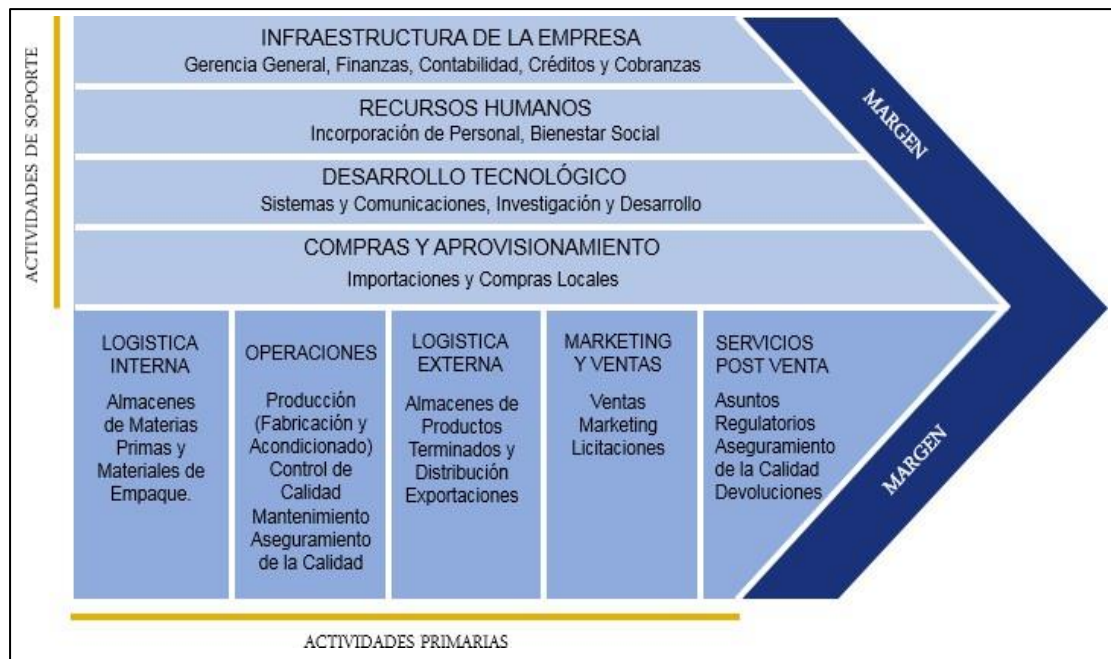 ACTIVIDADES DE SOPORTE
INFRAESTRUCTURA DE LA EMPRESA
Gerencia General, Finanzas, Contabilidad, Créditos y Cobranzas
RECURSOS HUMANOS
Incorporación de Personal, Bienestar Social
DESARROLLO TECNOLÓGICO
Sistemas y Comunicaciones, Investigación y Desarrollo
COMPRAS Y APROVISIONAMIENTO
Importaciones y Compras Locales
MARGEN
LOGISTICA
INTERNA
Almacenes
de Materias
Primas y
Materiales de
Empaque.
OPERACIONES
Producción
(Fabricación y
Acondicionado)
Control de
Calidad
Mantenimiento
Aseguramiento
de la Calidad
LOGISTICA
EXTERNA
Almacenes de
Productos
Terminados y
Distribución
Exportaciones
MARKETING
Y VENTAS
Ventas
Marketing
Licitaciones
SERVICIOS
POST VENTA
Asuntos
Regulatorios
Aseguramiento
de la Calidad
Devoluciones
MARGEN
ACTIVIDADES PRIMARIAS